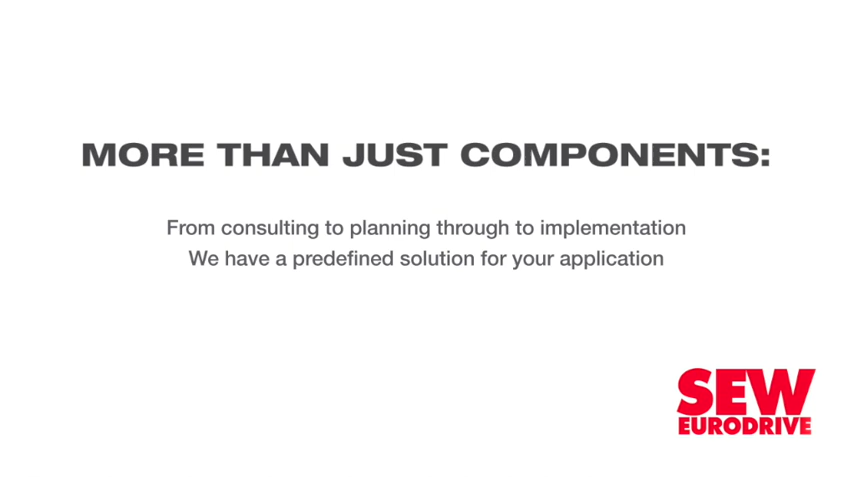 MORE THAN JUST COMPONENTS:
From consulting to planning through to implementation
We have a predefined solution for your application
SEW
EURODRIVE